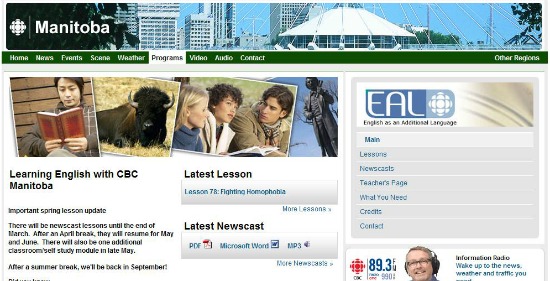 Manitoba
Home News Events Scene Weather Programs Video Audio Contact Other Regions
Learning English with CBC
Manitoba
Important spring lesson update
There will be newscast lessons until the end of
March. After an April break, they will resume for May
and June. There will also be one additional
classroom/self study module in late May.
After a summer break, we'll be back in September!
Latest Lesson
Lesson 78: Fighting Homophobia
More Lessons »
Latest Newscast
PDF Microsoft Word MP3
More Newscasts »
EAL
English as an Additional Language
Main
Lessons
Newscasts
Teacher's Page
What You Need
Credits
Contact
CBC
89.3 FM
990
Information Radio
Wake up to the news,
weather and traffic you